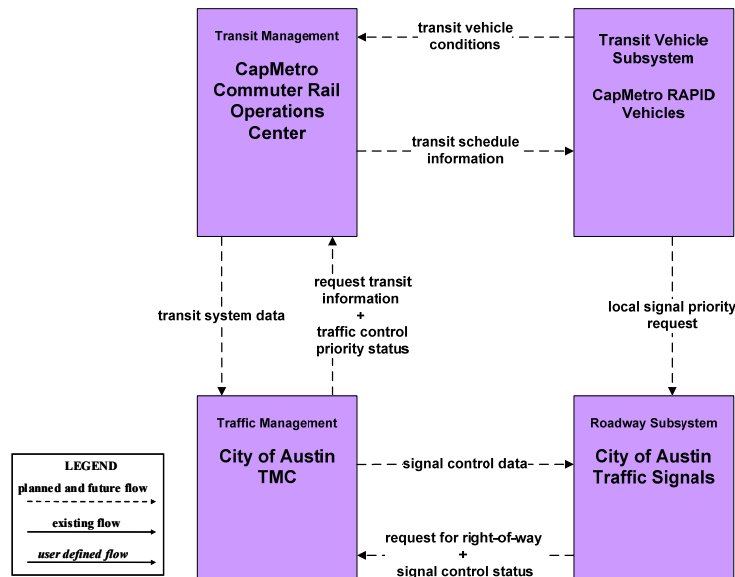 Transit Management
CapMetro
Commuter Rail
Operations
Center
transit vehicle
conditions
Transit Vehicle
Subsystem
CapMetro RAPID
Vehicles
transit schedule
information
transit system data
request transit
information
+
traffic control
priority status
local signal priority
request
Traffic Management
City of Austin
TMC
signal control data
Roadway Subsystem
City of Austin
Traffic Signals
request for right-of-way
+
signal control status
LEGEND
planned and future flow
existing flow
user defined flow